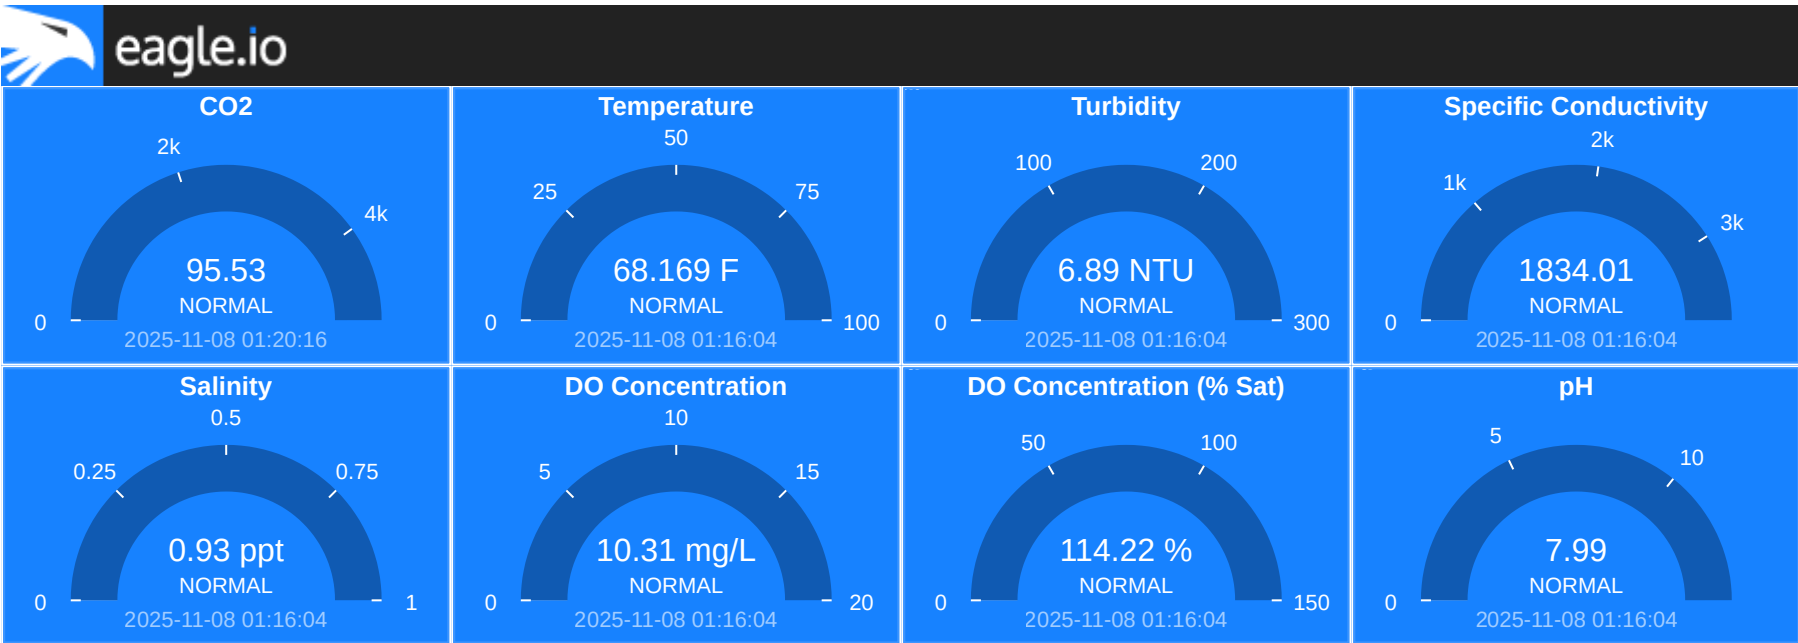 eagle.io
CO2
2k
4k
0
95.53
NORMAL
2025-11-08 01:20:16
Temperature
50
25
75
0
100
68.169 F
NORMAL
2025-11-08 01:16:04
Turbidity
100
200
0
300
6.89 NTU
NORMAL
2025-11-08 01:16:04
Specific Conductivity
2k
1k
3k
0
1834.01
NORMAL
2025-11-08 01:16:04
Salinity
0.5
0.25
0.75
0
1
0.93 ppt
NORMAL
2025-11-08 01:16:04
DO Concentration
10
5
15
0
20
10.31 mg/L
NORMAL
2025-11-08 01:16:04
DO Concentration (% Sat)
50
100
0
150
114.22 %
NORMAL
2025-11-08 01:16:04
pH
5
10
0
7.99
NORMAL
2025-11-08 01:16:04